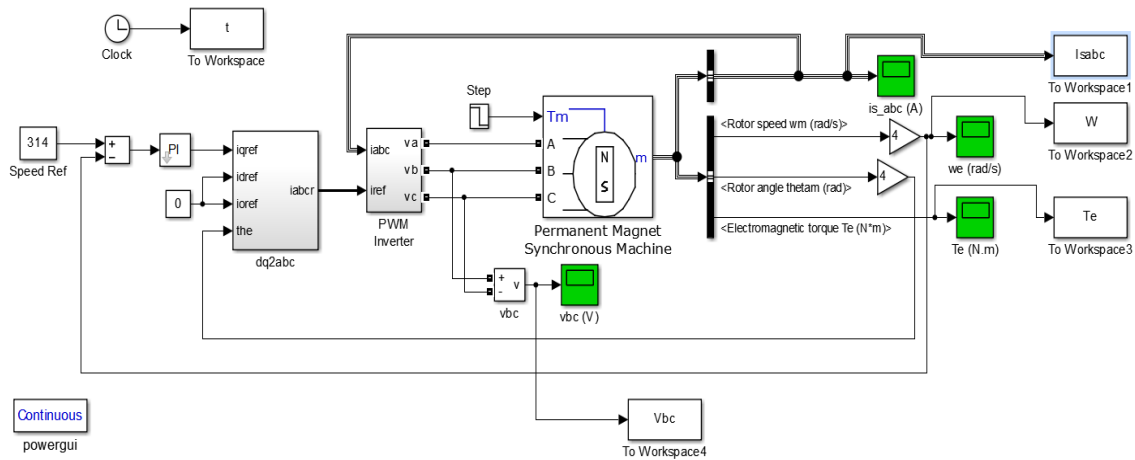 Clock
t
To Workspace
314
Speed Ref
+
−
PI
0
iqref
idref
ioref
the
iabcr
dq2abc
iabc
iref
va
vb
vc
PWM
Inverter
Step
Tm
A
B
C
N
S
m
Permanent Magnet
Synchronous Machine
+
-
v
vbc
vbc (V)
is_abc (A)
<Rotor speed wm (rad/s)>
4
we (rad/s)
<Rotor angle thetam (rad)>
4
<Electromagnetic torque Te (N*m)>
Te (N.m)
Isabc
To Workspace1
W
To Workspace2
Te
To Workspace3
Vbc
To Workspace4
Continuous
powergui